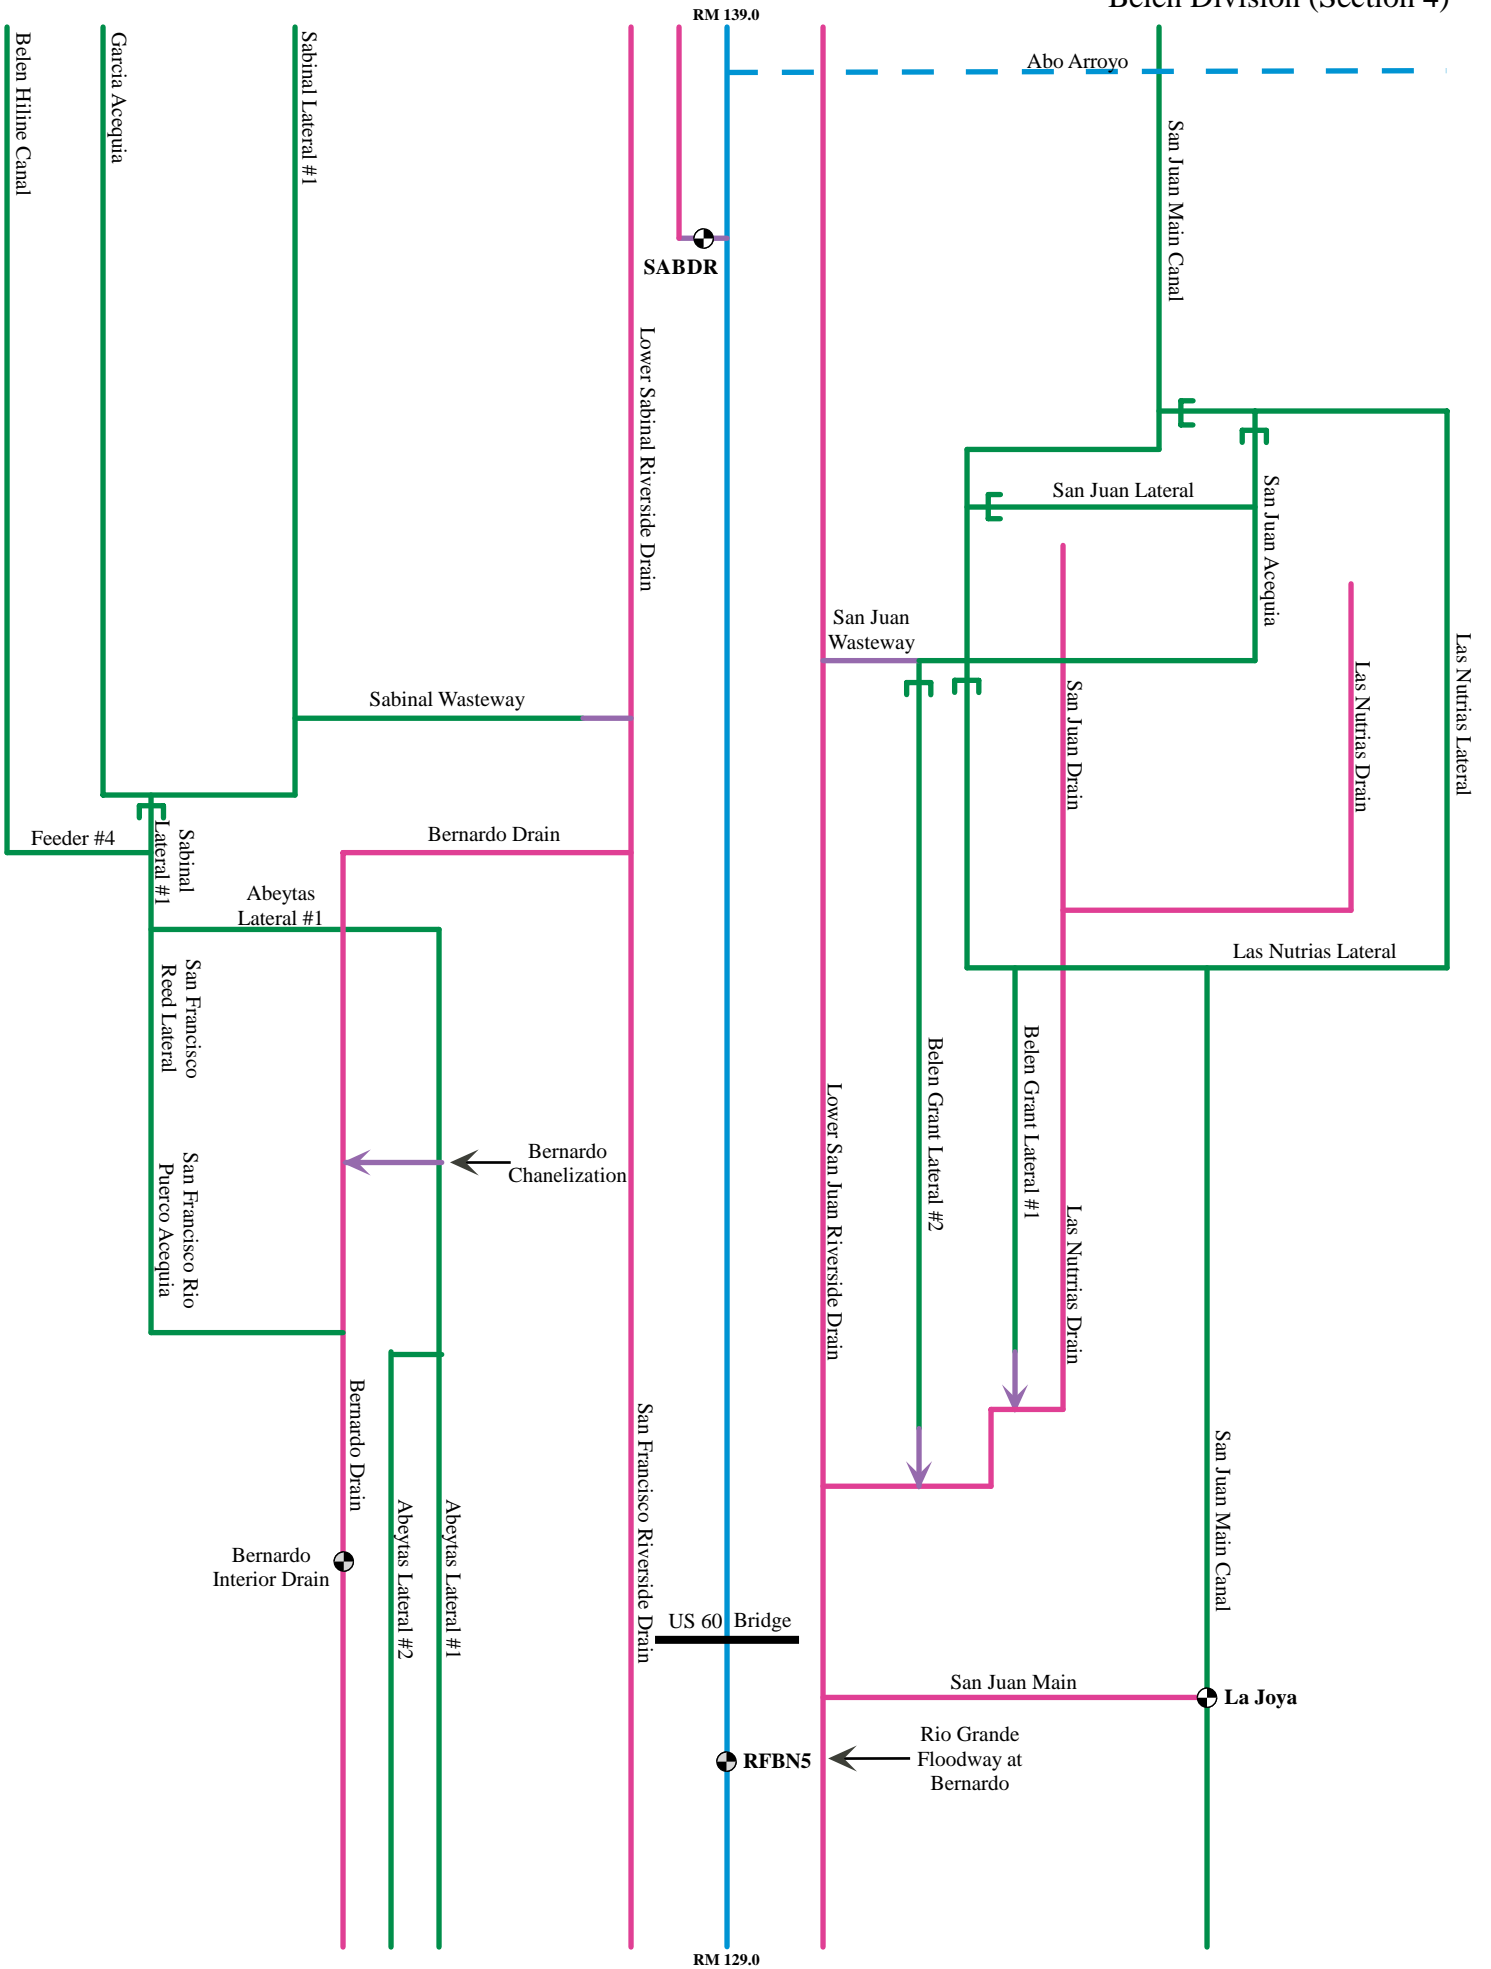 Belen Division (Section 4)
RM 139.0
Belen Hiline Canal
Garcia Acequia
Sabinal Lateral #1
Abo Arroyo
San Juan Main Canal
SABDR
Lower Sabinal Riverside Drain
San Juan Lateral
San Juan Acequia
San Juan
Wasteway
Las Nutrias Lateral
Las Nutrias Drain
San Juan Drain
Sabinal Wasteway
Feeder #4
Sabinal
Lateral #1
Bernardo Drain
Abeytas
Lateral #1
Las Nutrias Lateral
San Francisco
Reed Lateral
Belen Grant Lateral #2
Belen Grant Lateral #1
Lower San Juan Riverside Drain
Bernardo
Chanelization
San Francisco Rio
Puerco Acequia
Las Nutrrias Drain
Bernardo Drain
San Francisco Riverside Drain
San Juan Main Canal
Abeytas Lateral #2
Abeytas Lateral #1
Bernardo
Interior Drain
US 60 Bridge
San Juan Main
La Joya
Rio Grande
Floodway at
Bernardo
RFBN5
RM 129.0